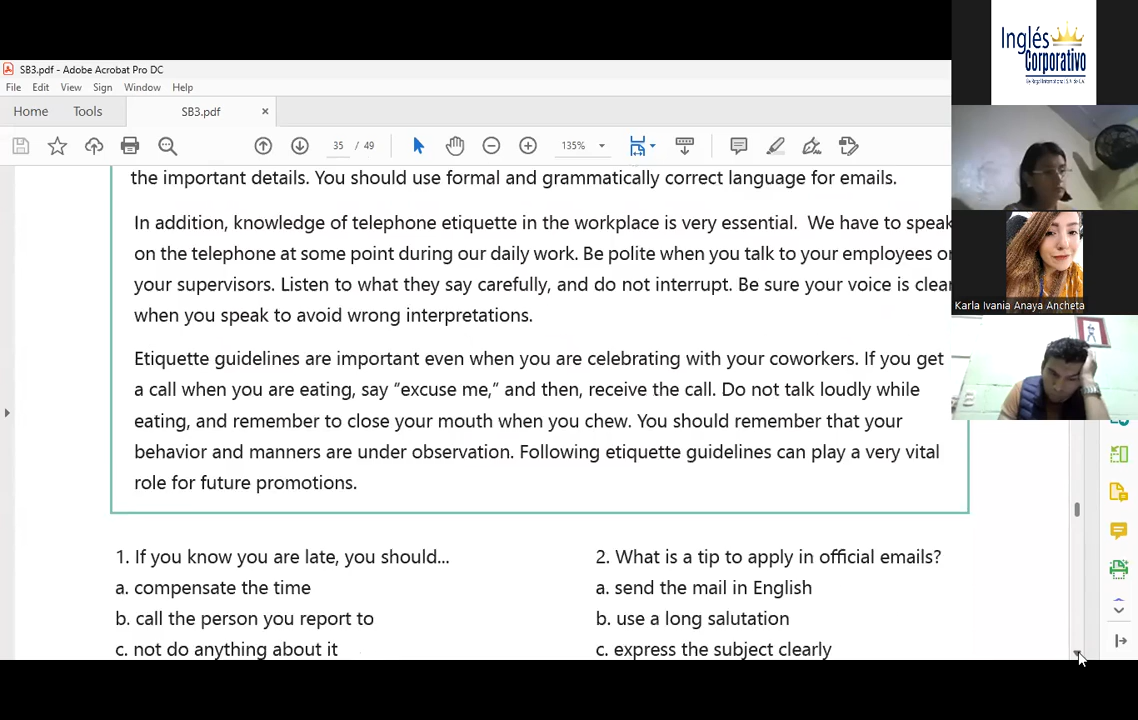 SB3.pdf - Adobe Acrobat Pro DC
File Edit View Sign Window Help
Home Tools SB3.pdf ×
35 / 49 135%
the important details. You should use formal and grammatically correct language for emails.
In addition, knowledge of telephone etiquette in the workplace is very essential. We have to speak
on the telephone at some point during our daily work. Be polite when you talk to your employees or
your supervisors. Listen to what they say carefully, and do not interrupt. Be sure your voice is clear
when you speak to avoid wrong interpretations.
Etiquette guidelines are important even when you are celebrating with your coworkers. If you get
a call when you are eating, say “excuse me,” and then, receive the call. Do not talk loudly while
eating, and remember to close your mouth when you chew. You should remember that your
behavior and manners are under observation. Following etiquette guidelines can play a very vital
role for future promotions.
1. If you know you are late, you should...
a. compensate the time
b. call the person you report to
c. not do anything about it
2. What is a tip to apply in official emails?
a. send the mail in English
b. use a long salutation
c. express the subject clearly
Inglés
Corporativo
Karla Ivania Anaya Ancheta